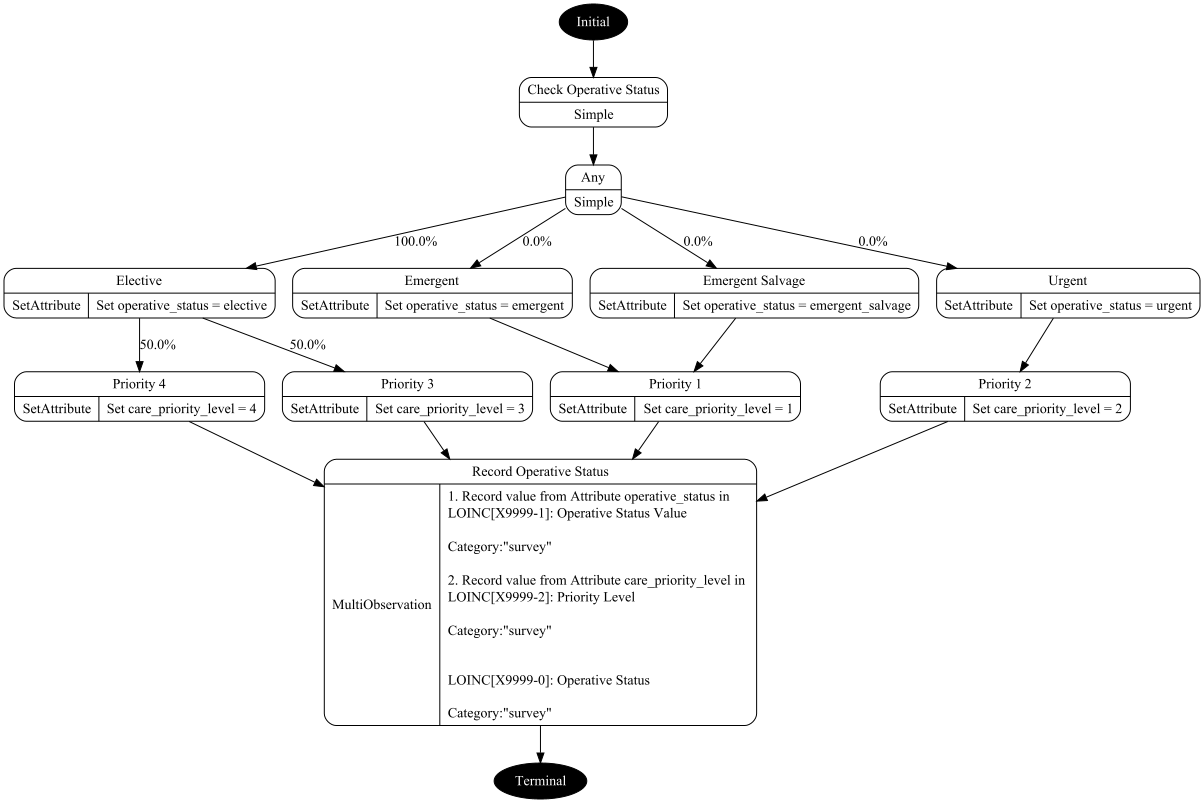 Initial
Check Operative Status
Simple
Any
Simple
100.0%
0.0%
0.0%
0.0%
Elective
SetAttribute
Set operative_status = elective
Emergent
SetAttribute
Set operative_status = emergent
Emergent Salvage
SetAttribute
Set operative_status = emergent_salvage
Urgent
SetAttribute
Set operative_status = urgent
50.0%
50.0%
Priority 4
SetAttribute
Set care_priority_level = 4
Priority 3
SetAttribute
Set care_priority_level = 3
Priority 1
SetAttribute
Set care_priority_level = 1
Priority 2
SetAttribute
Set care_priority_level = 2
Record Operative Status
MultiObservation
1. Record value from Attribute operative_status in
LOINC[X9999-1]: Operative Status Value
Category:"survey"
2. Record value from Attribute care_priority_level in
LOINC[X9999-2]: Priority Level
Category:"survey"
LOINC[X9999-0]: Operative Status
Category:"survey"
Terminal